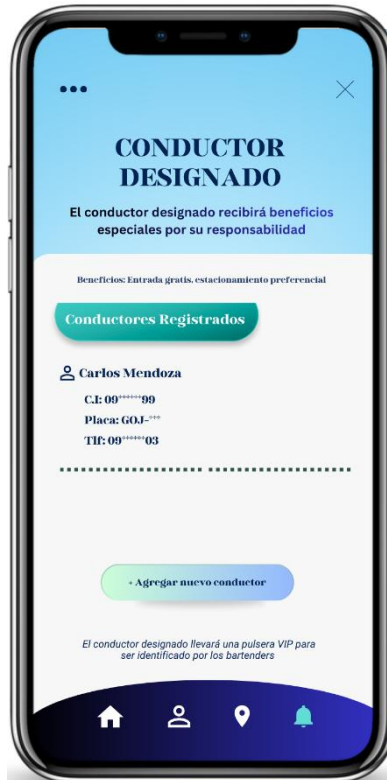 CONDUCTOR
DESIGNADO
El conductor designado recibirá beneficios
especiales por su responsabilidad
Beneficios: Entrada gratis, estacionamiento preferencial
Conductores Registrados
Carlos Mendoza
C.I: 09******99
Placa: GOJ-***
Tlf: 09******03
+ Agregar nuevo conductor
El conductor designado llevará una pulsera VIP para
ser identificado por los bartenders